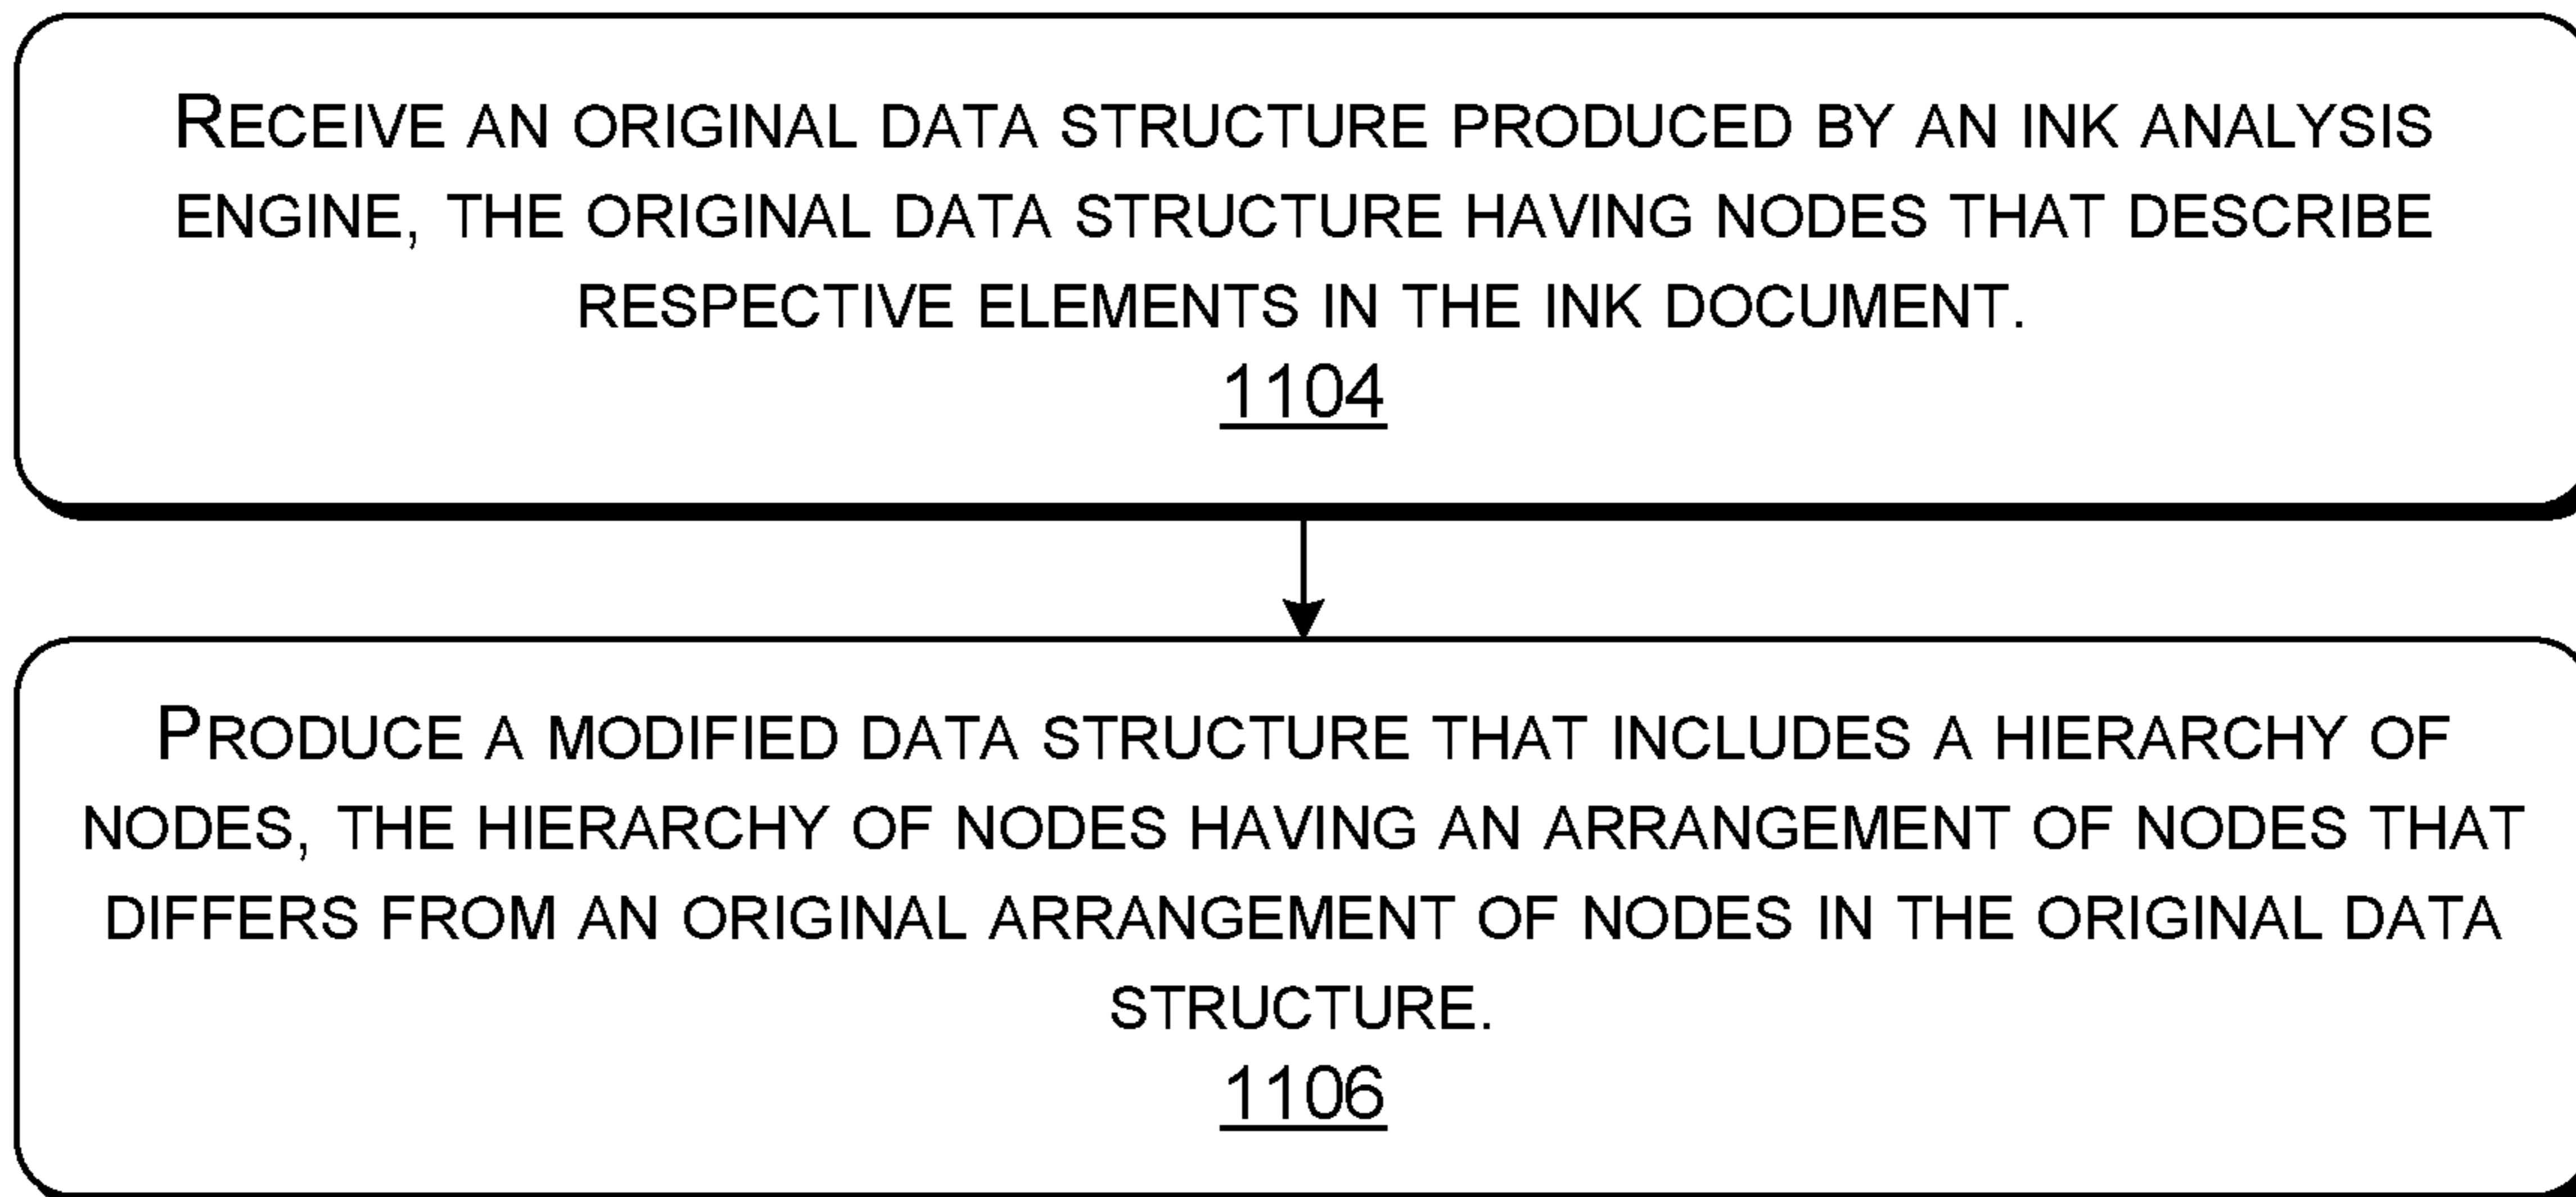 RECEIVE AN ORIGINAL DATA STRUCTURE PRODUCED BY AN INK ANALYSIS
ENGINE, THE ORIGINAL DATA STRUCTURE HAVING NODES THAT DESCRIBE
RESPECTIVE ELEMENTS IN THE INK DOCUMENT.
1104
PRODUCE A MODIFIED DATA STRUCTURE THAT INCLUDES A HIERARCHY OF
NODES, THE HIERARCHY OF NODES HAVING AN ARRANGEMENT OF NODES THAT
DIFFERS FROM AN ORIGINAL ARRANGEMENT OF NODES IN THE ORIGINAL DATA
STRUCTURE.
1106